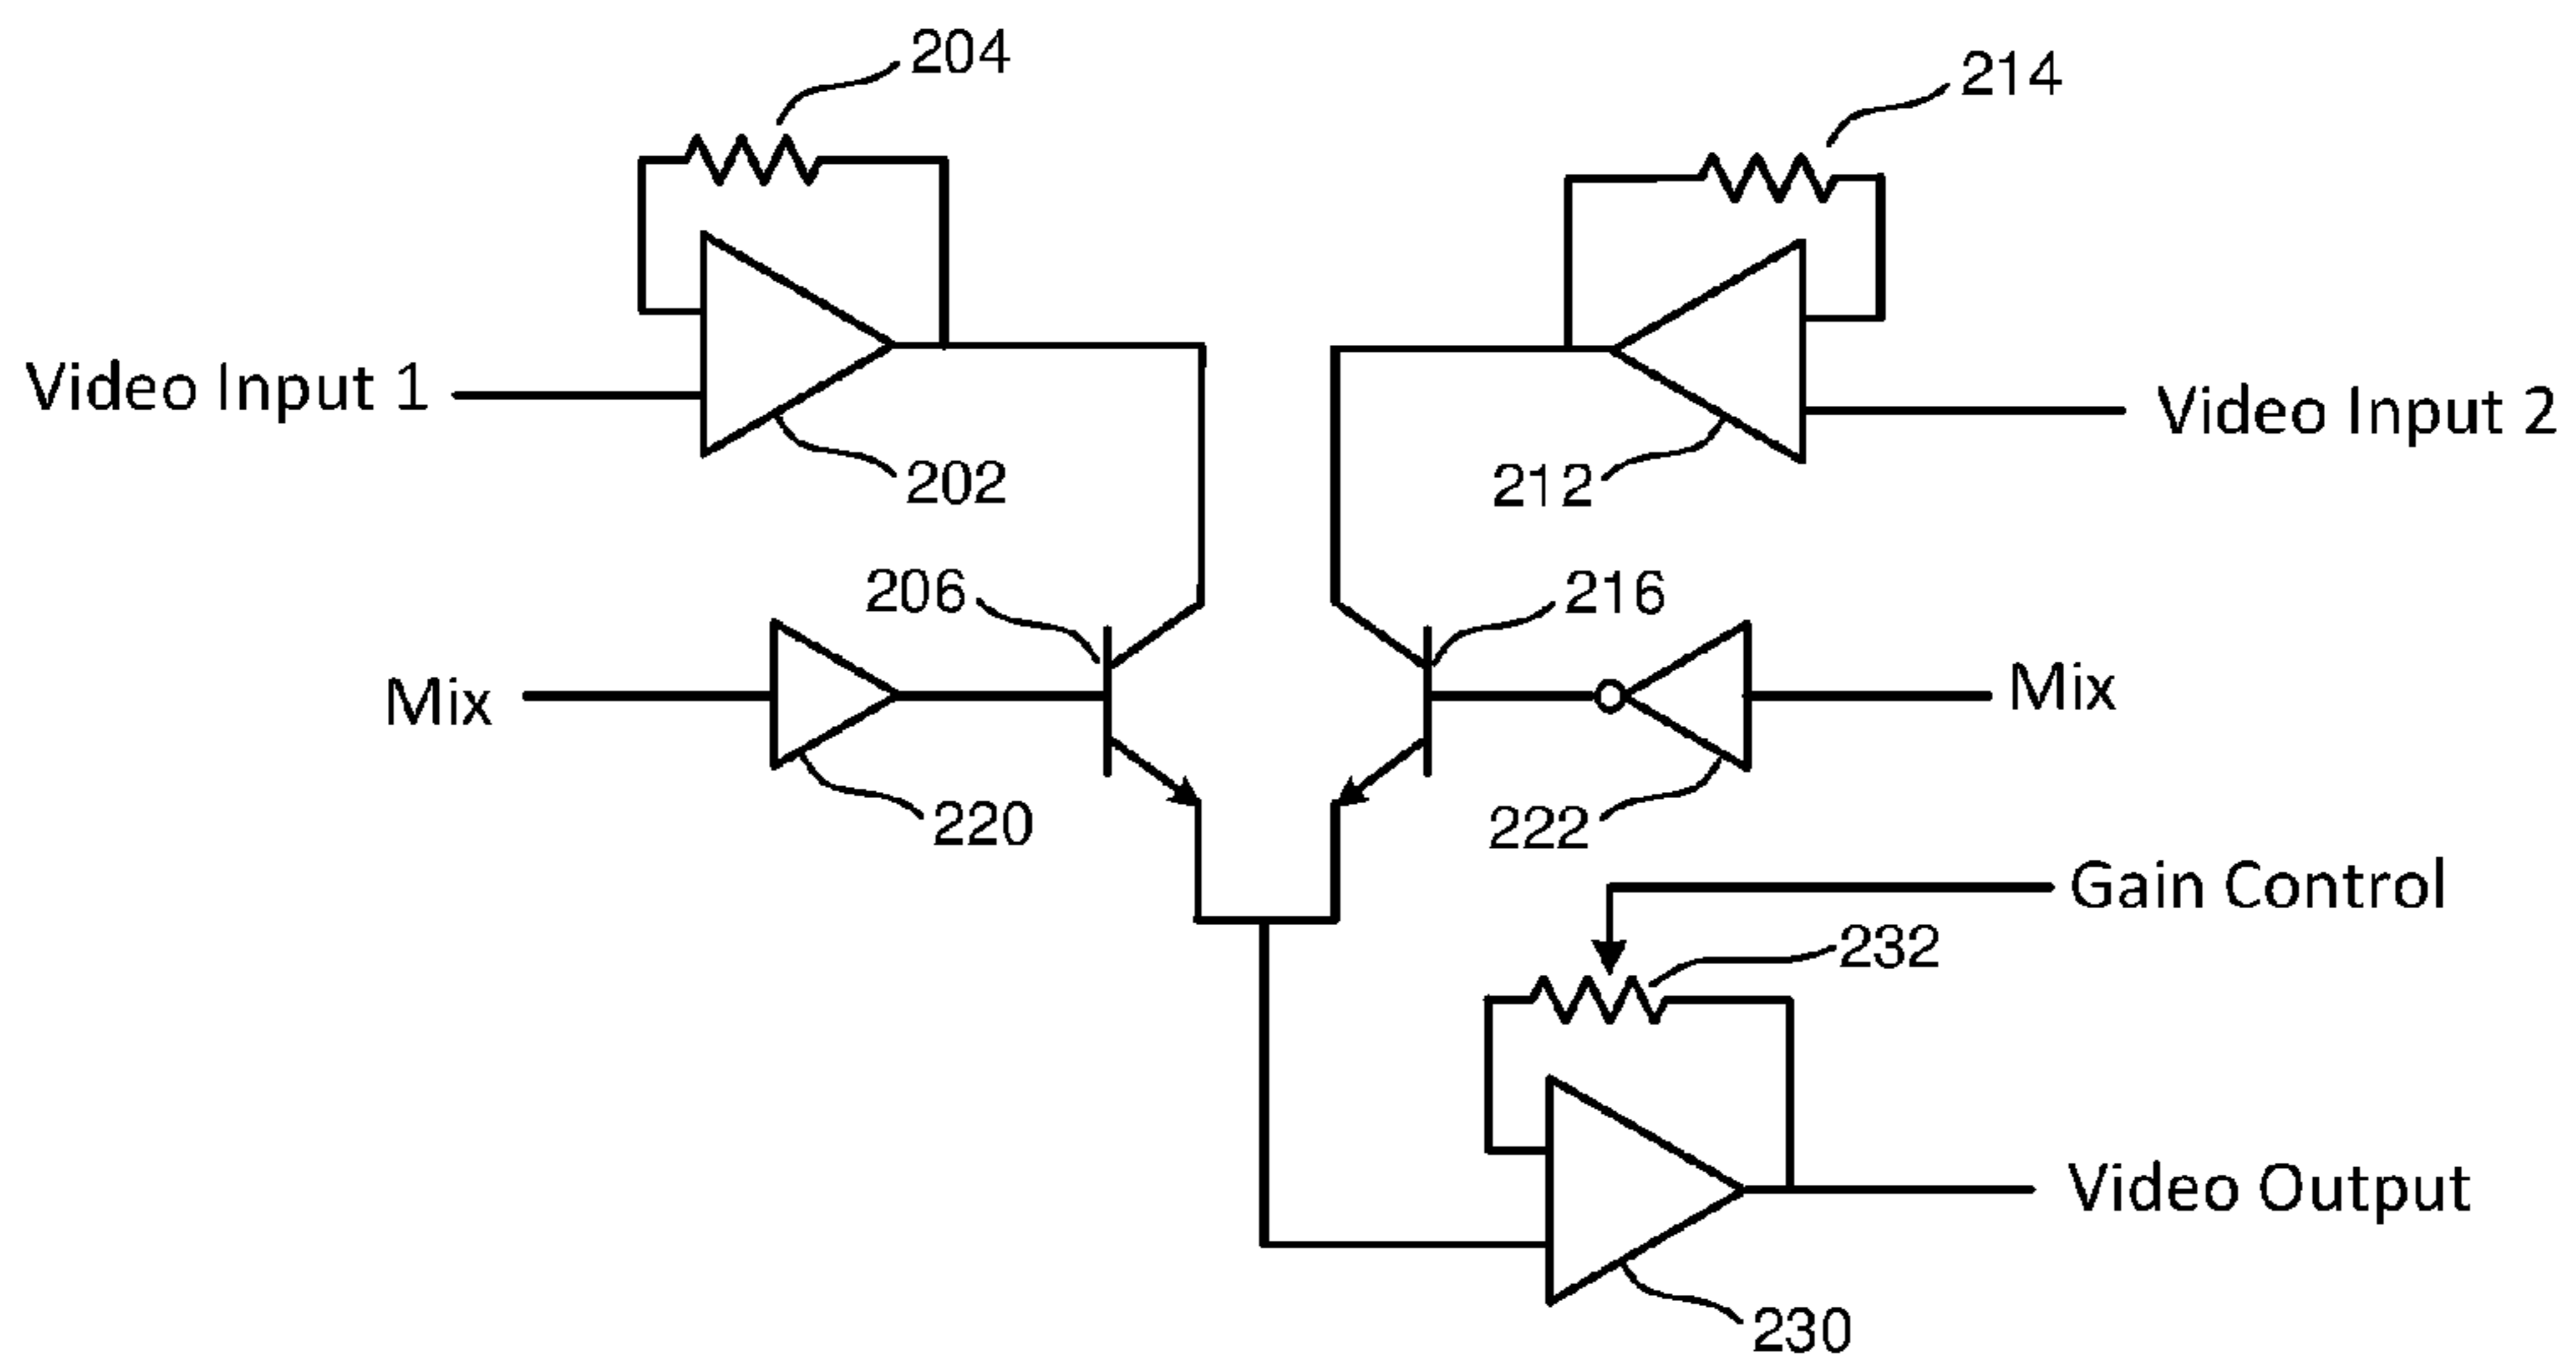 204
214
Video Input 1
Video Input 2
202
212
206
216
Mix
Mix
220
222
Gain Control
232
Video Output
230